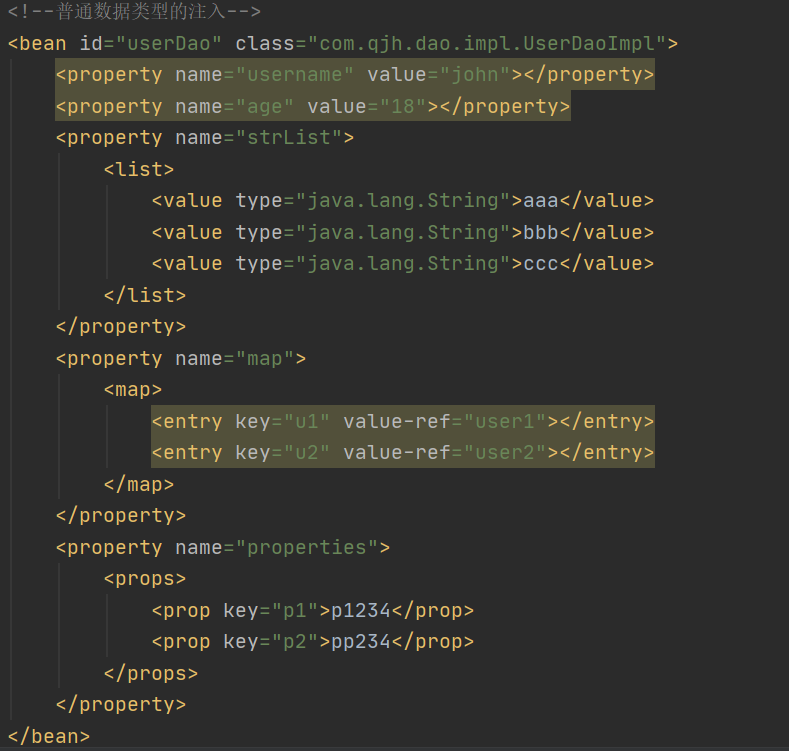 <!--普通数据类型的注入-->
<bean id="userDao" class="com.qjh.dao.impl.UserDaoImpl">
    <property name="username" value="john"></property>
    <property name="age" value="18"></property>
    <property name="strList">
        <list>
            <value type="java.lang.String">aaa</value>
            <value type="java.lang.String">bbb</value>
            <value type="java.lang.String">ccc</value>
        </list>
    </property>
    <property name="map">
        <map>
            <entry key="u1" value-ref="user1"></entry>
            <entry key="u2" value-ref="user2"></entry>
        </map>
    </property>
    <property name="properties">
        <props>
            <prop key="p1">p1234</prop>
            <prop key="p2">pp234</prop>
        </props>
    </property>
</bean>